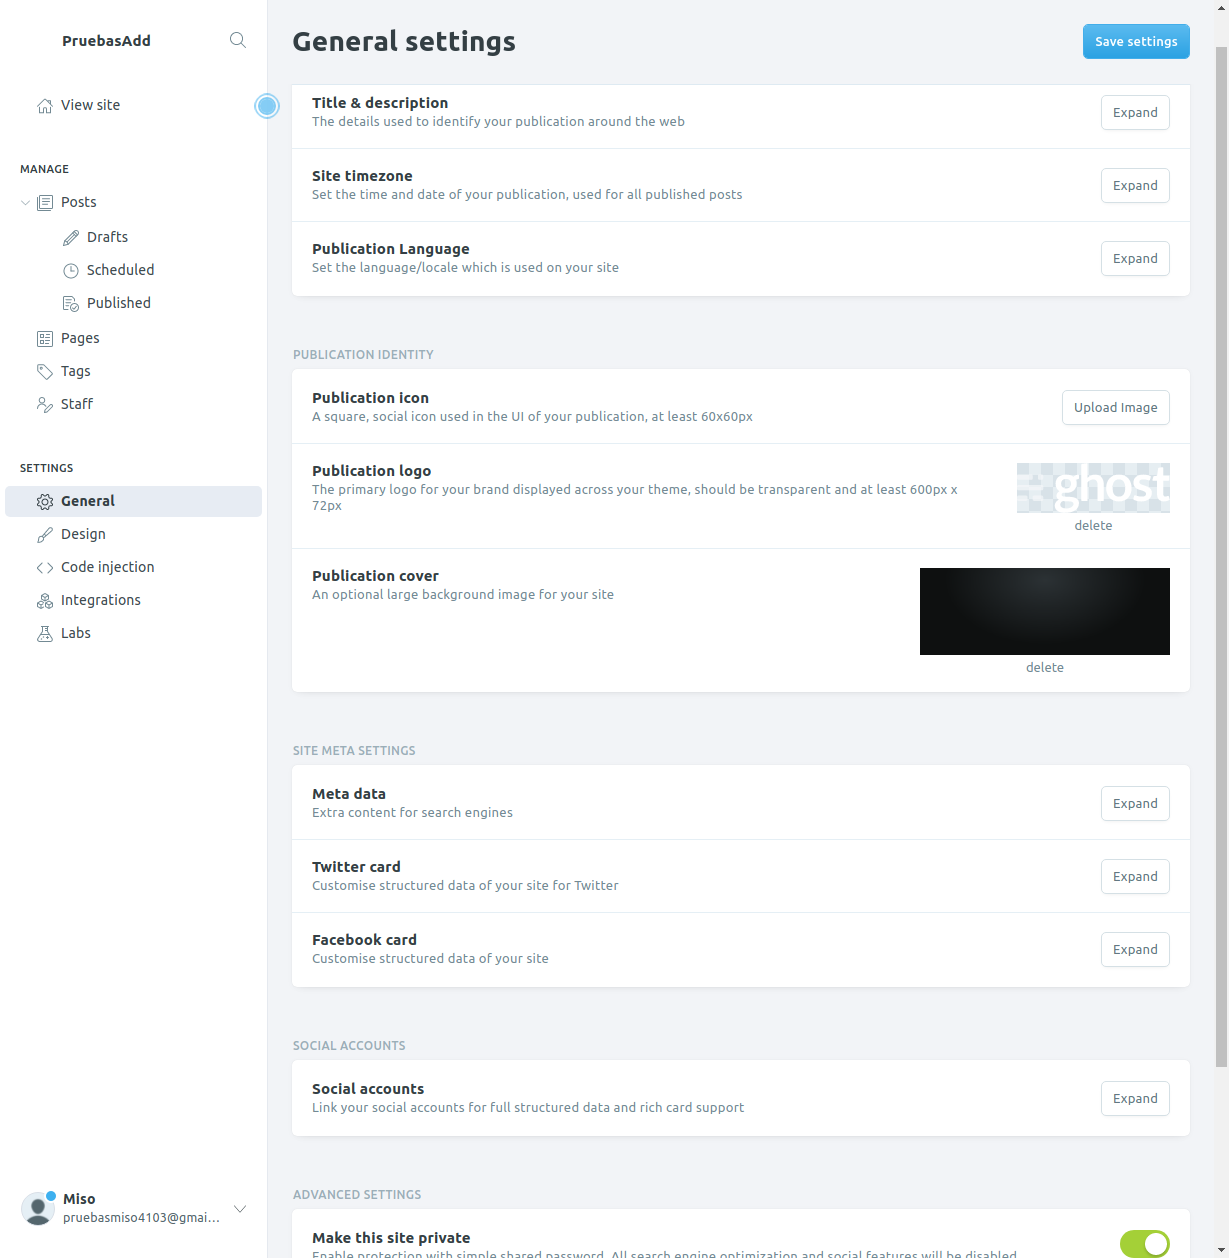 PruebasAdd
View site
MANAGE
Posts
Drafts
Scheduled
Published
Pages
Tags
Staff
SETTINGS
General
Design
Code injection
Integrations
Labs
Miso
pruebasmiso4103@gmai...
General settings
Save settings
Title & description
The details used to identify your publication around the web
Expand
Site timezone
Set the time and date of your publication, used for all published posts
Expand
Publication Language
Set the language/locale which is used on your site
Expand
PUBLICATION IDENTITY
Publication icon
A square, social icon used in the UI of your publication, at least 60x60px
Upload Image
Publication logo
The primary logo for your brand displayed across your theme, should be transparent and at least 600px x
72px
ghost
delete
Publication cover
An optional large background image for your site
delete
SITE META SETTINGS
Meta data
Extra content for search engines
Expand
Twitter card
Customise structured data of your site for Twitter
Expand
Facebook card
Customise structured data of your site
Expand
SOCIAL ACCOUNTS
Social accounts
Link your social accounts for full structured data and rich card support
Expand
ADVANCED SETTINGS
Make this site private
Enable protection with simple shared password. All search engine optimization and social features will be disabled.